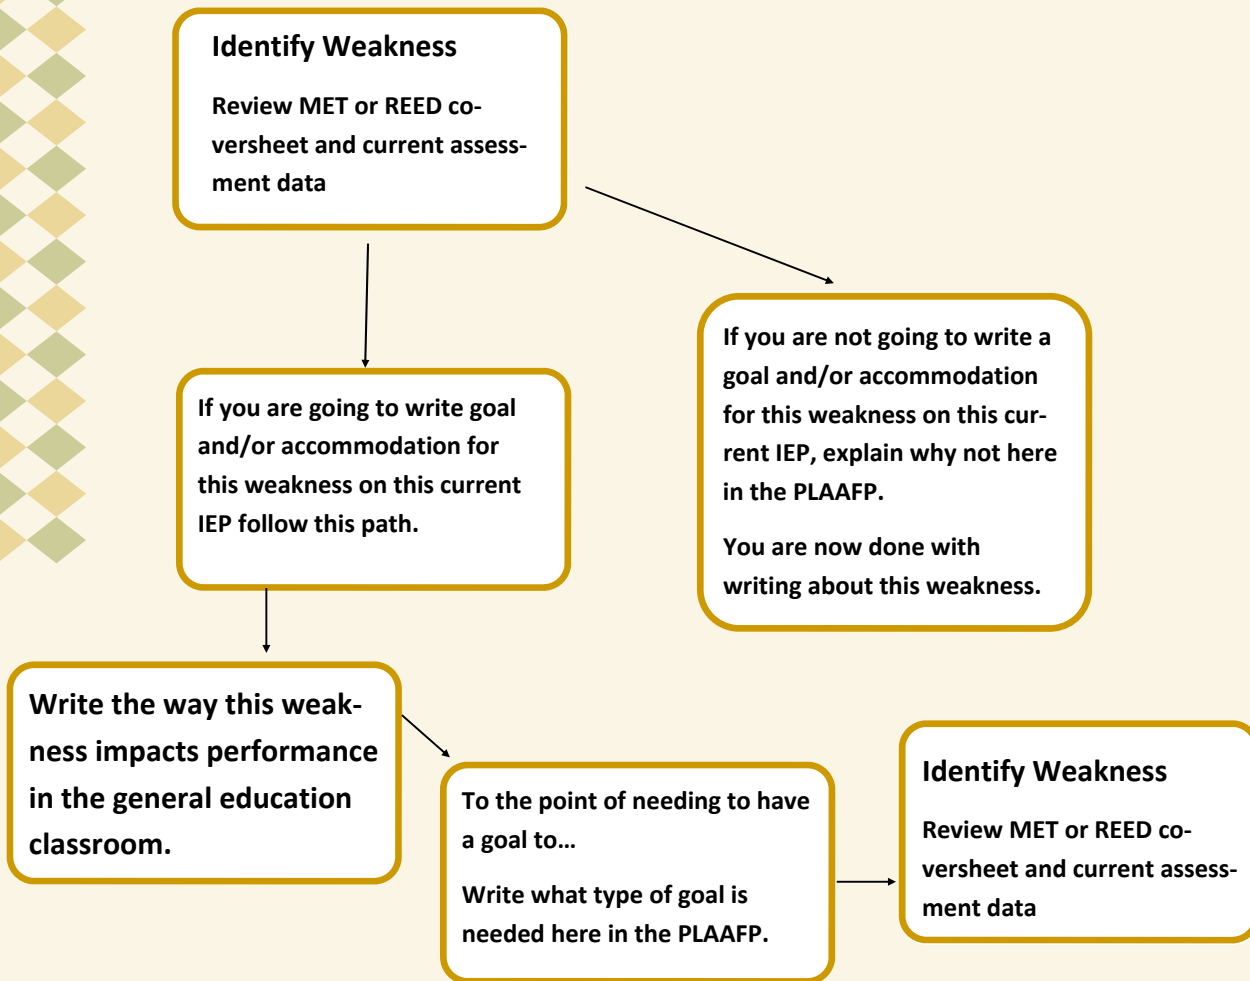 Identify Weakness
Review MET or REED co-
versheet and current assess-
ment data
If you are going to write goal
and/or accommodation for
this weakness on this current
IEP follow this path.
If you are not going to write a
goal and/or accommodation
for this weakness on this cur-
rent IEP, explain why not here
in the PLAAFP.
You are now done with
writing about this weakness.
Write the way this weak-
ness impacts performance
in the general education
classroom.
To the point of needing to have
a goal to...
Write what type of goal is
needed here in the PLAAFP.
Identify Weakness
Review MET or REED co-
versheet and current assess-
ment data